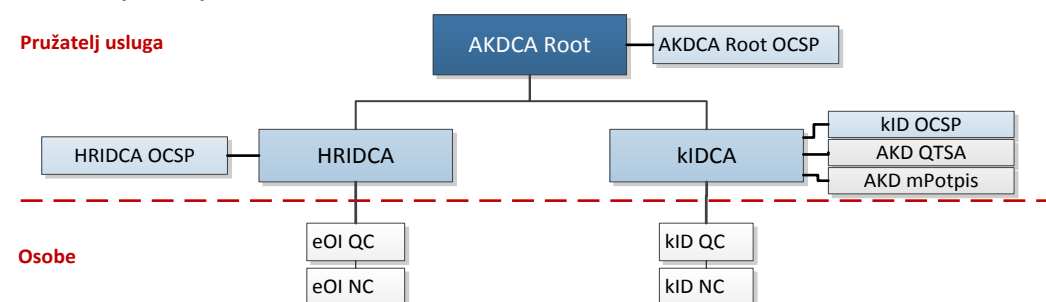 Pružatelj usluga
AKDCA Root
AKDCA Root OCSP
HRIDCA OCSP
HRIDCA
kIDCA
kID OCSP
AKD QTSA
AKD mPotpis
Osobe
eOI QC
kID QC
eOI NC
kID NC